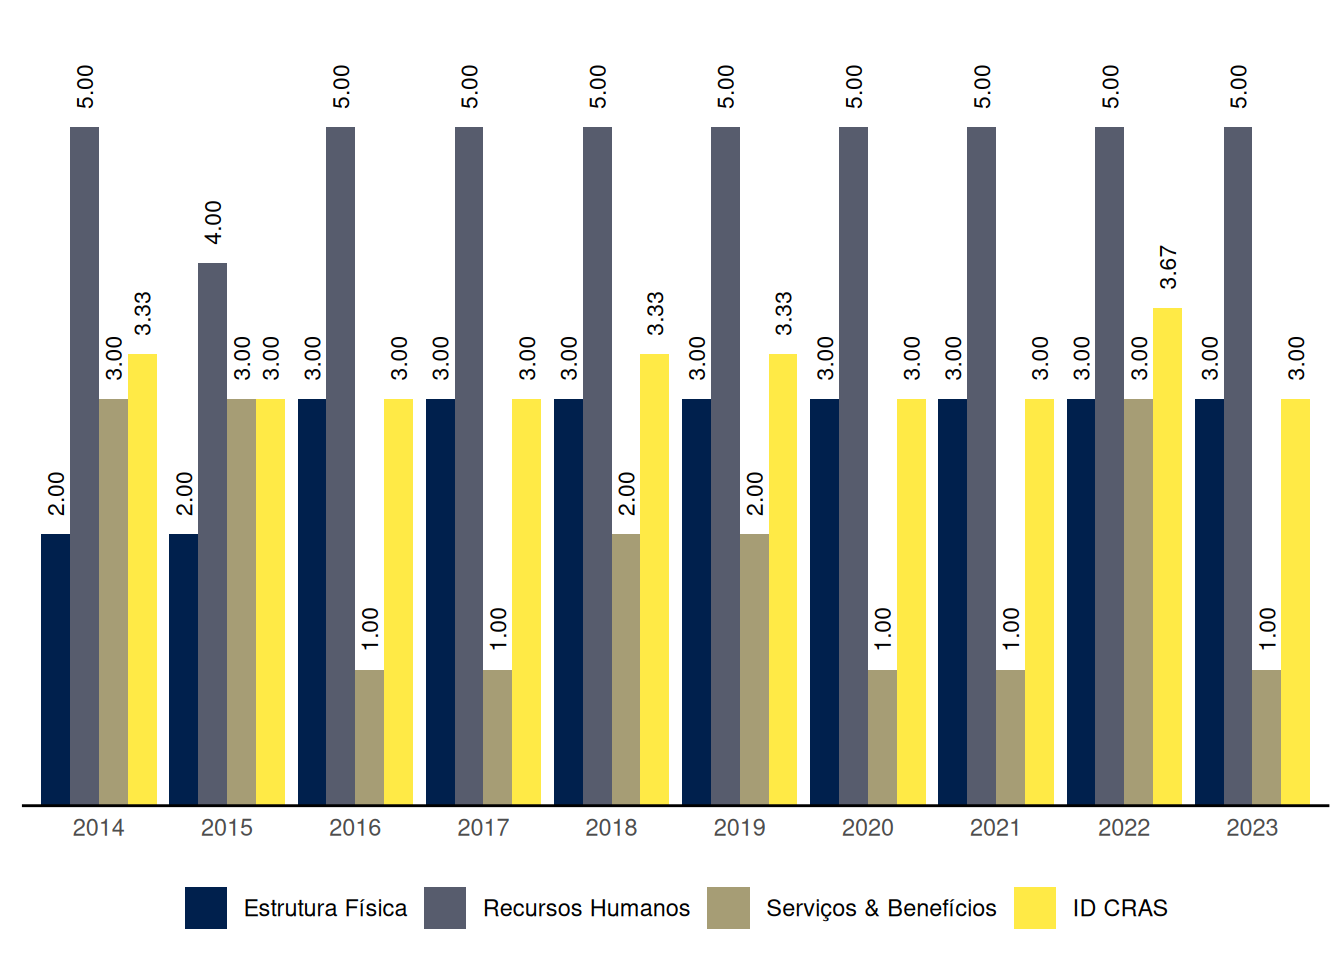 5.00 5.00 5.00 5.00 5.00 5.00 5.00 5.00 5.00
4.00
3.67
3.33 3.33 3.33
3.00 3.00 3.00 3.00 3.00 3.00 3.00 3.00 3.00 3.00 3.00 3.00 3.00 3.00 3.00 3.00 3.00
2.00 2.00 2.00 2.00
1.00 1.00 1.00 1.00 1.00
2014 2015 2016 2017 2018 2019 2020 2021 2022 2023
Estrutura Física Recursos Humanos Serviços & Benefícios ID CRAS